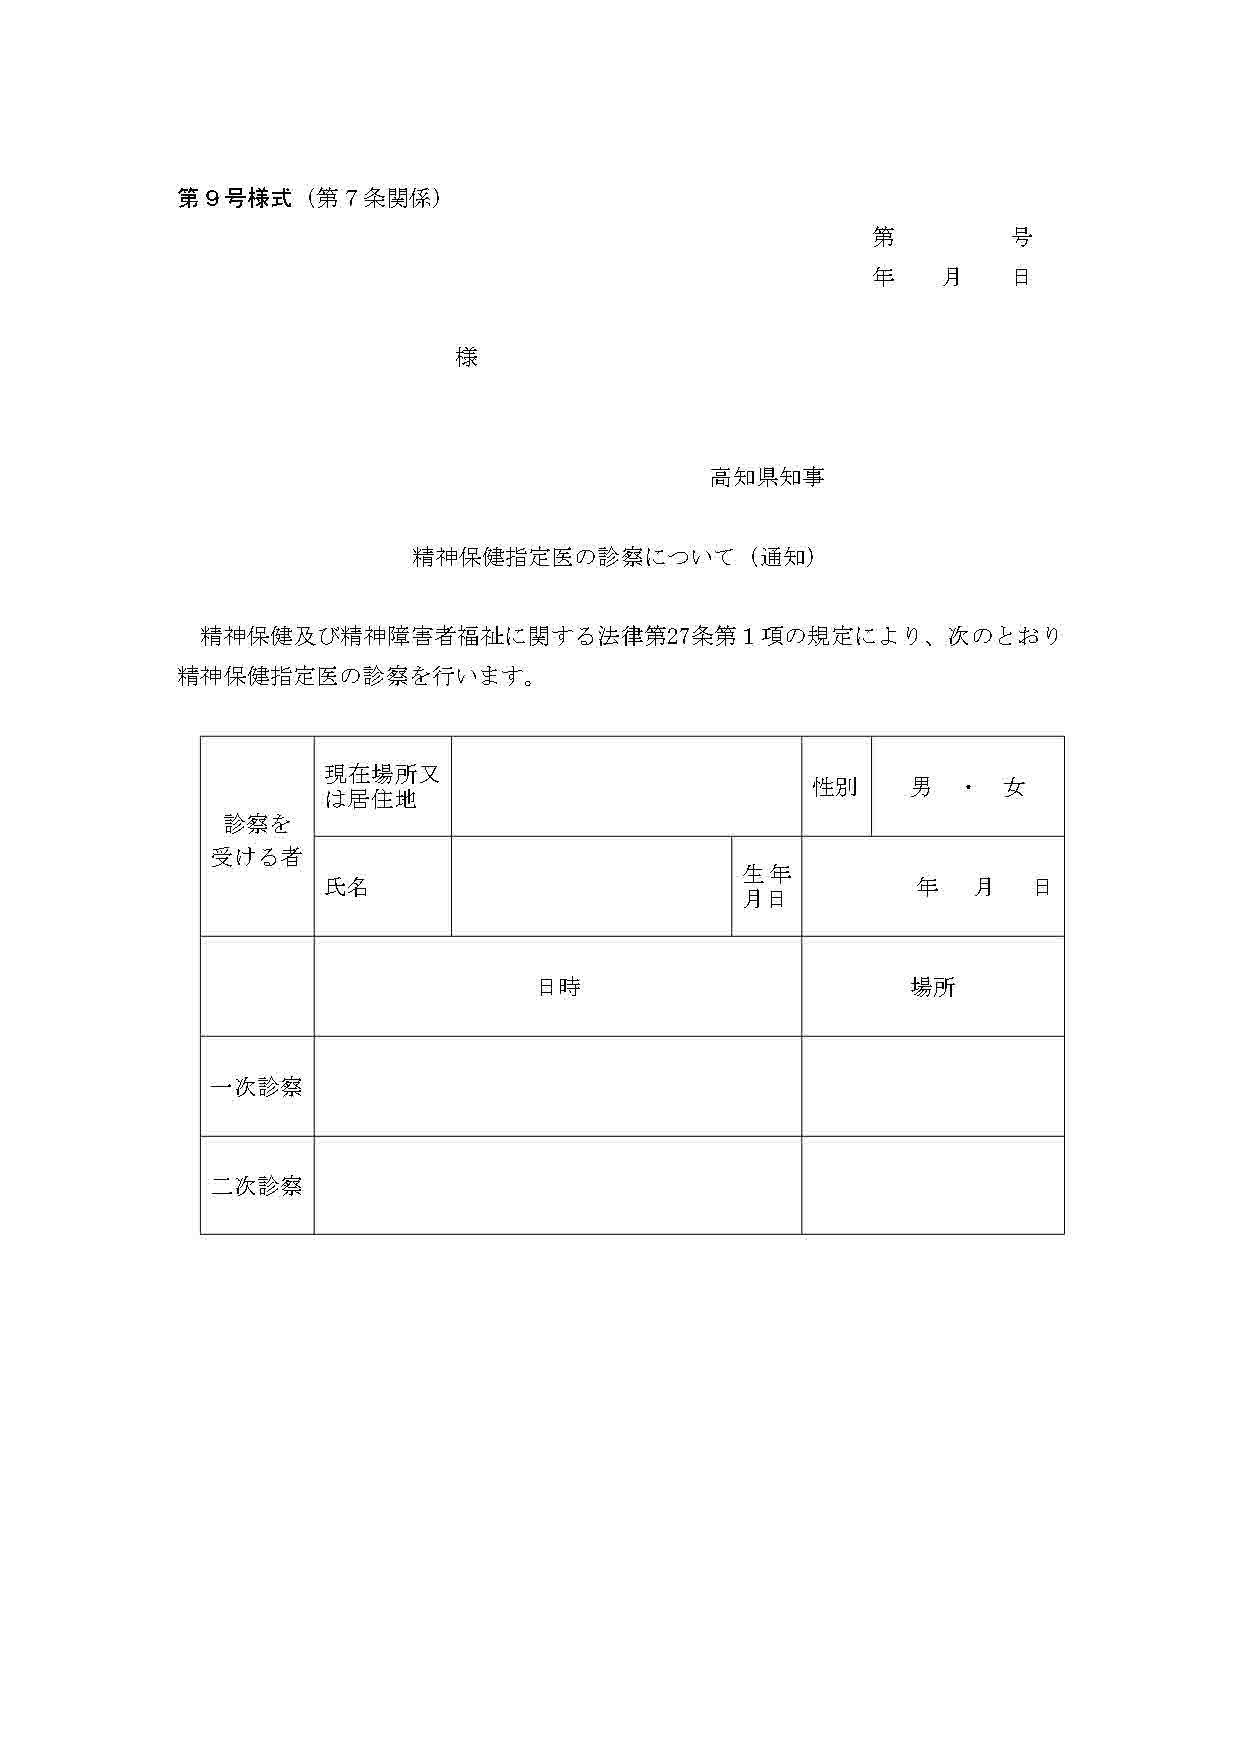 第９号様式（第７条関係）
第　　　　　号
年　　月　　日
様
高知県知事
精神保健指定医の診察について（通知）
　精神保健及び精神障害者福祉に関する法律第27条第１項の規定により、次のとおり
精神保健指定医の診察を行います。
診察を
受ける者
現在場所又
は居住地
性別
男　・　女
氏名
生年
月日
年　月　日
日時
場所
一次診察
二次診察